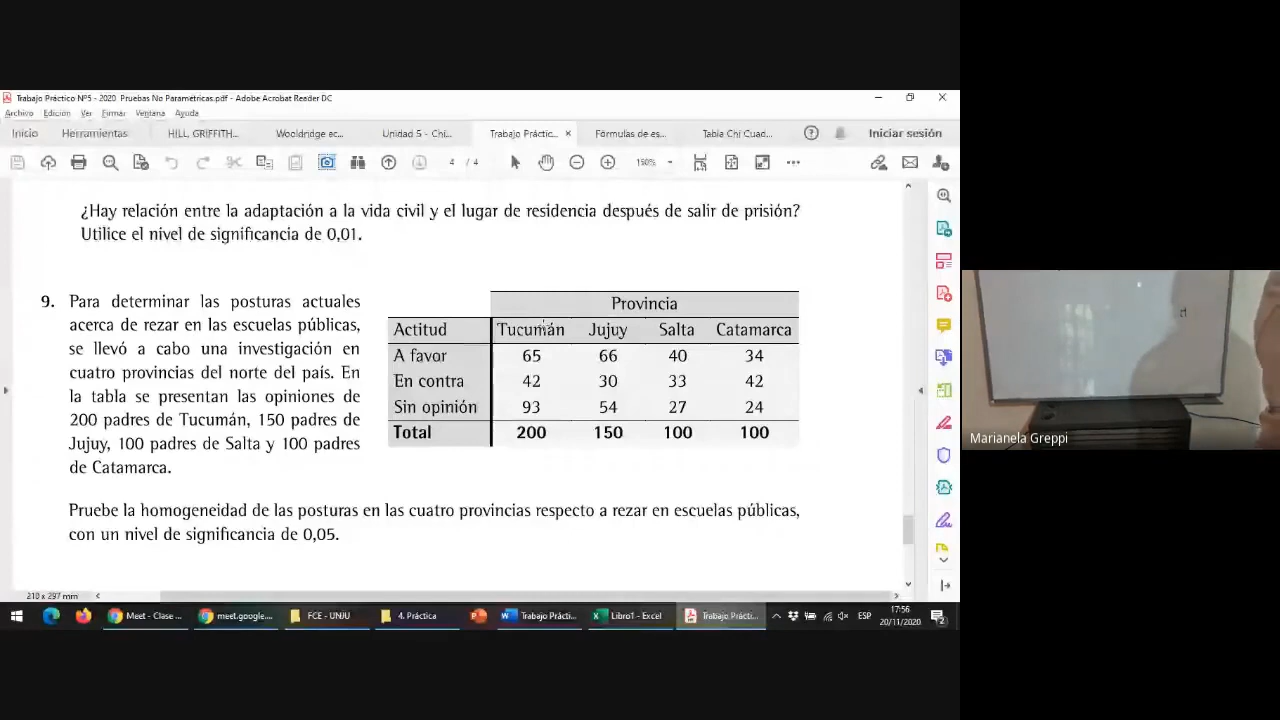 Trabajo Práctico Nº5 - 2020 Pruebas No Paramétricas.pdf - Adobe Acrobat Reader DC
Archivo Edición Ver Firmar Ventana Ayuda
Inicio Herramientas HILL, GRIFFITH... Wooldridge ec... Unidad 5 - Chi... Trabajo Práctic... × Fórmulas de es... Tabla Chi Cuad... Iniciar sesión
4 / 4 150%
¿Hay relación entre la adaptación a la vida civil y el lugar de residencia después de salir de prisión?
Utilice el nivel de significancia de 0,01.
9. Para determinar las posturas actuales
acerca de rezar en las escuelas públicas,
se llevó a cabo una investigación en
cuatro provincias del norte del país. En
la tabla se presentan las opiniones de
200 padres de Tucumán, 150 padres de
Jujuy, 100 padres de Salta y 100 padres
de Catamarca.
Provincia
Actitud Tucumán Jujuy Salta Catamarca
A favor 65 66 40 34
En contra 42 30 33 42
Sin opinión 93 54 27 24
Total 200 150 100 100
Pruebe la homogeneidad de las posturas en las cuatro provincias respecto a rezar en escuelas públicas,
con un nivel de significancia de 0,05.
210 x 297 mm
Meet - Clase ... meet.google.... FCE - UNJU 4. Práctica Trabajo Prácti... Libro1 - Excel Trabajo Prácti... ESP 17:56
20/11/2020
Marianela Greppi